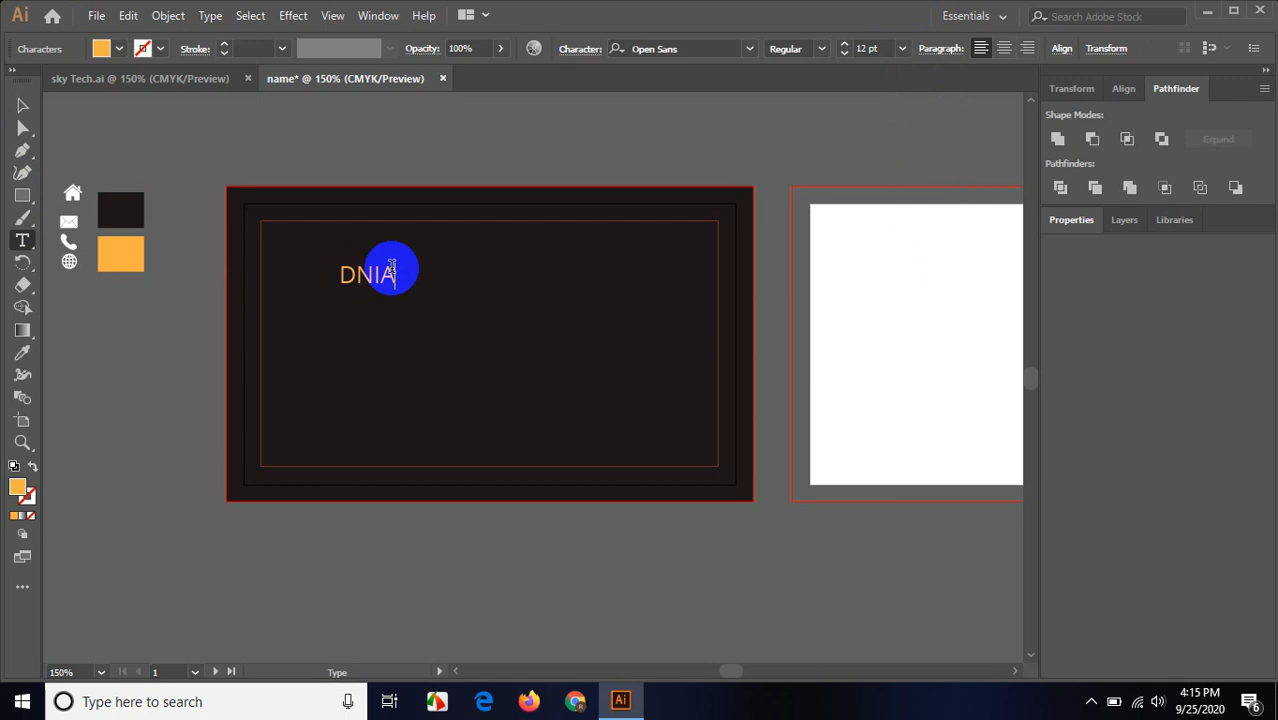 Ai
File Edit Object Type Select Effect View Window Help
Essentials
Search Adobe Stock
Characters
Stroke:
Opacity: 100%
Character: Open Sans
Regular
12 pt
Paragraph:
Align
Transform
sky Tech.ai @ 150% (CMYK/Preview)
name* @ 150% (CMYK/Preview)
Transform Align Pathfinder
Shape Modes:
Expand
Pathfinders:
Properties Layers Libraries
DNIA
150%
1
Type
Type here to search
Ai
4:15 PM
9/25/2020
6